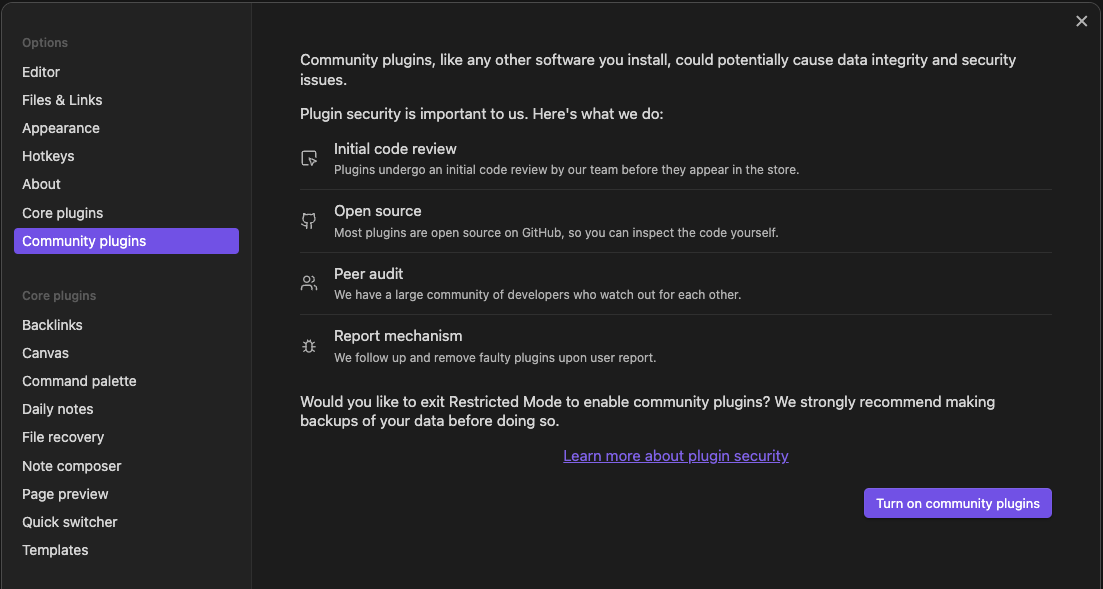 Options
Editor
Files & Links
Appearance
Hotkeys
About
Core plugins
Community plugins
Core plugins
Backlinks
Canvas
Command palette
Daily notes
File recovery
Note composer
Page preview
Quick switcher
Templates
Community plugins, like any other software you install, could potentially cause data integrity and security
issues.
Plugin security is important to us. Here's what we do:
Initial code review
Plugins undergo an initial code review by our team before they appear in the store.
Open source
Most plugins are open source on GitHub, so you can inspect the code yourself.
Peer audit
We have a large community of developers who watch out for each other.
Report mechanism
We follow up and remove faulty plugins upon user report.
Would you like to exit Restricted Mode to enable community plugins? We strongly recommend making
backups of your data before doing so.
Learn more about plugin security
Turn on community plugins